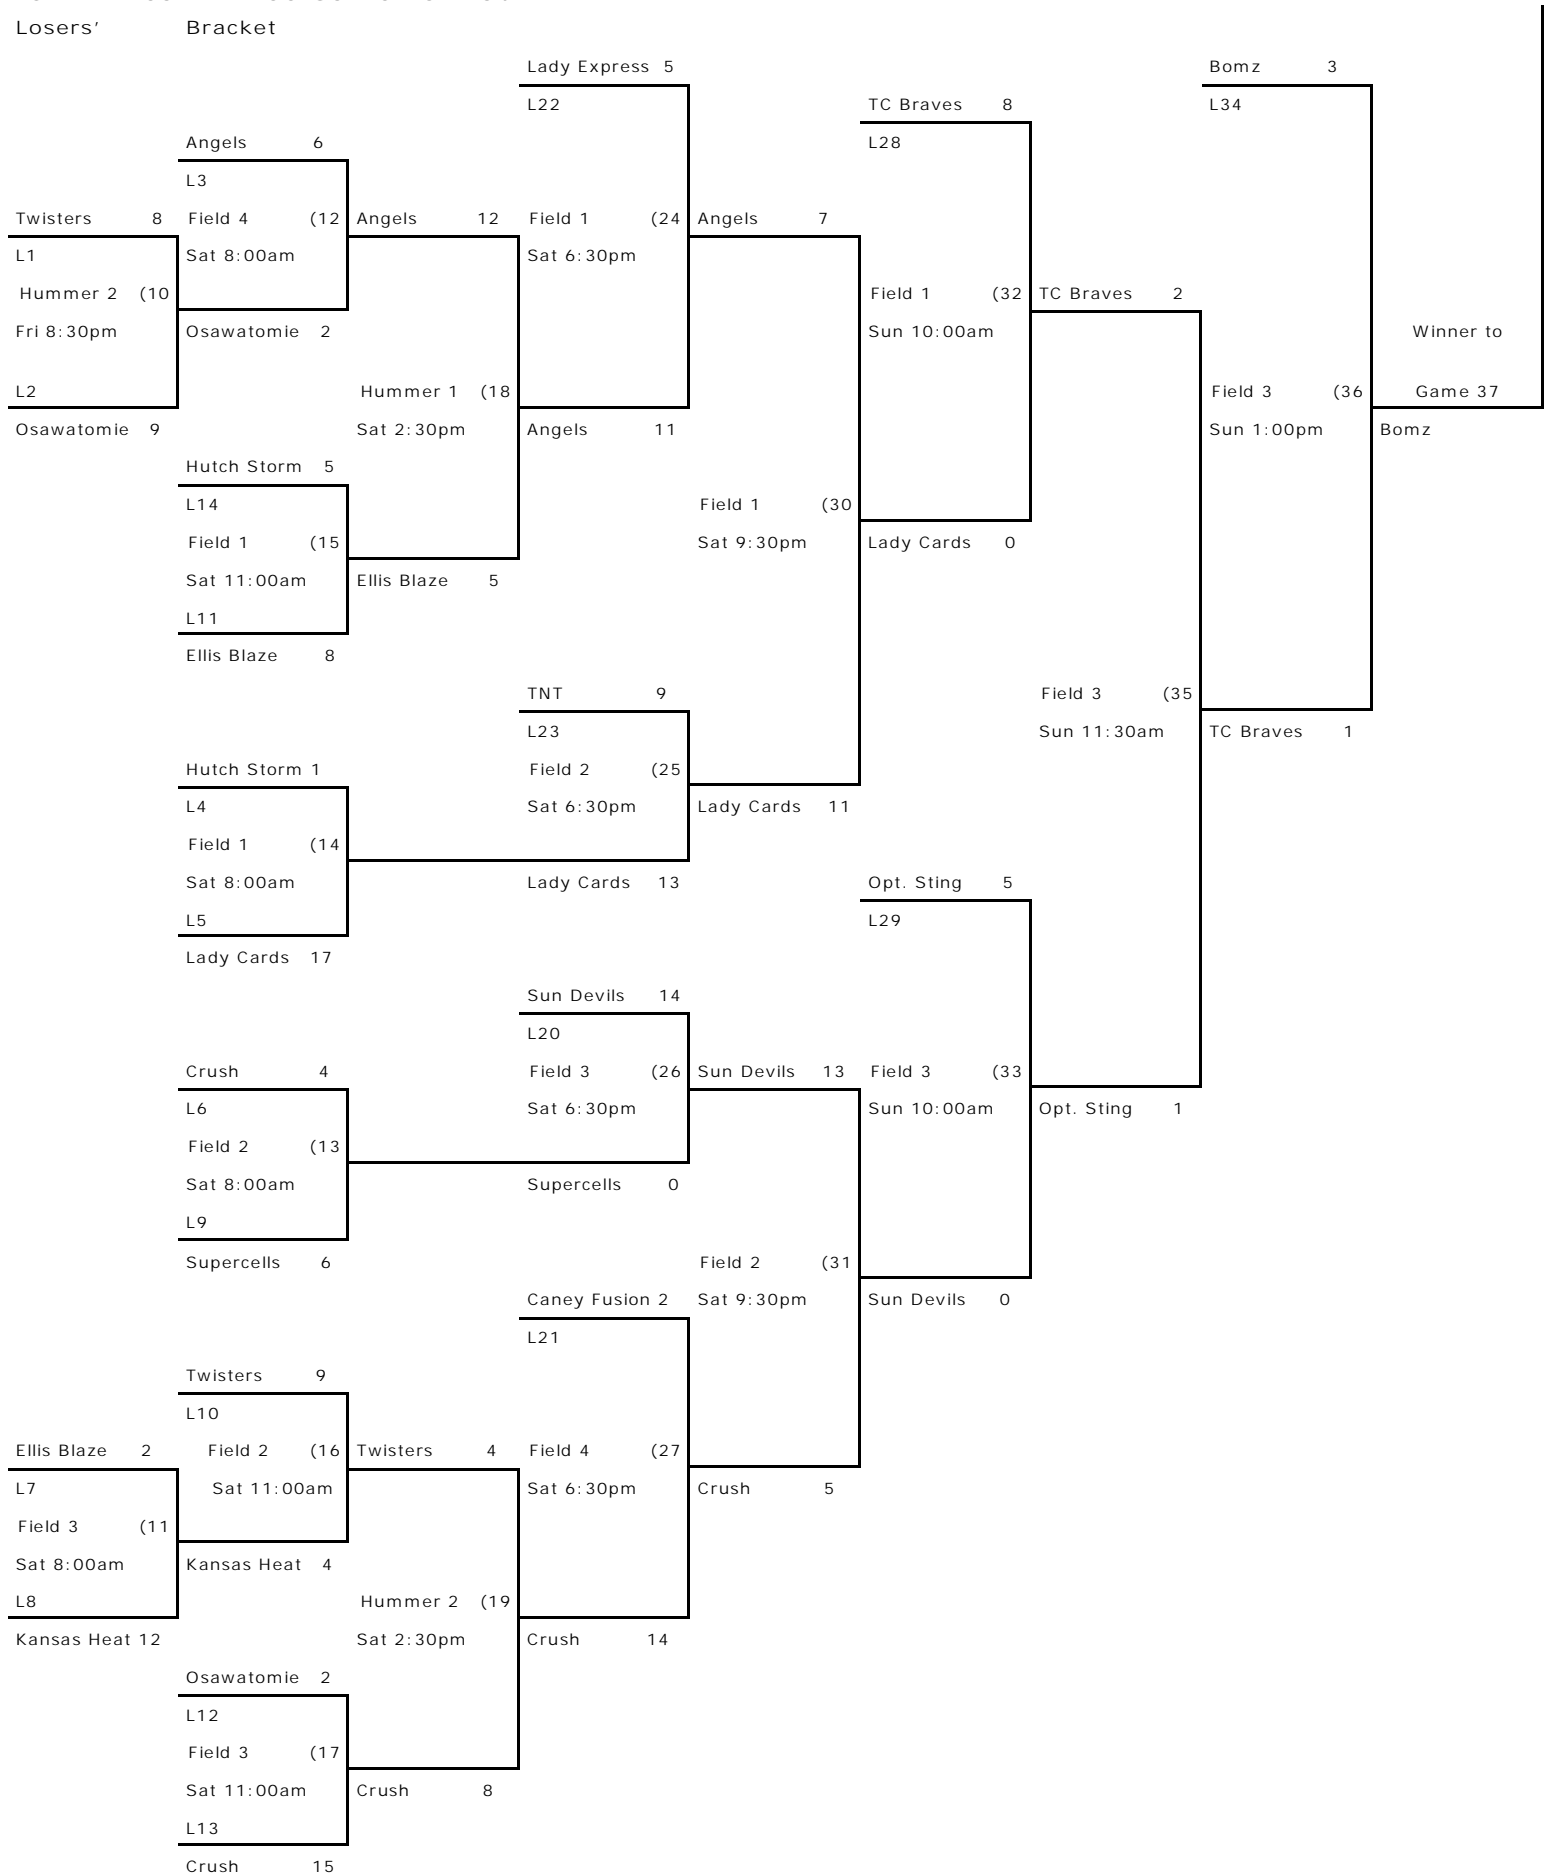 Losers' Bracket
Lady Express 5
Bomz 3
L22
TC Braves 8
L34
Angels 6
L28
L3
Twisters 8
Field 4 (12
Angels 12
Field 1 (24
Angels 7
L1
Sat 8:00am
Sat 6:30pm
Hummer 2 (10
Field 1 (32
TC Braves 2
Fri 8:30pm
Osawatomie 2
Sun 10:00am
Winner to
L2
Hummer 1 (18
Field 3 (36
Game 37
Osawatomie 9
Sat 2:30pm
Angels 11
Sun 1:00pm
Bomz
Hutch Storm 5
L14
Field 1 (30
Field 1 (15
Sat 9:30pm
Lady Cards 0
Sat 11:00am
Ellis Blaze 5
L11
Ellis Blaze 8
TNT 9
Field 3 (35
L23
Sun 11:30am
TC Braves 1
Hutch Storm 1
Field 2 (25
L4
Sat 6:30pm
Lady Cards 11
Field 1 (14
Sat 8:00am
Lady Cards 13
Opt. Sting 5
L5
L29
Lady Cards 17
Sun Devils 14
L20
Crush 4
Field 3 (26
Sun Devils 13
Field 3 (33
L6
Sat 6:30pm
Sun 10:00am
Opt. Sting 1
Field 2 (13
Sat 8:00am
Supercells 0
L9
Supercells 6
Field 2 (31
Caney Fusion 2
Sat 9:30pm
Sun Devils 0
L21
Twisters 9
L10
Ellis Blaze 2
Field 2 (16
Twisters 4
Field 4 (27
L7
Sat 11:00am
Sat 6:30pm
Crush 5
Field 3 (11
Sat 8:00am
Kansas Heat 4
L8
Hummer 2 (19
Kansas Heat 12
Sat 2:30pm
Crush 14
Osawatomie 2
L12
Field 3 (17
Sat 11:00am
Crush 8
L13
Crush 15